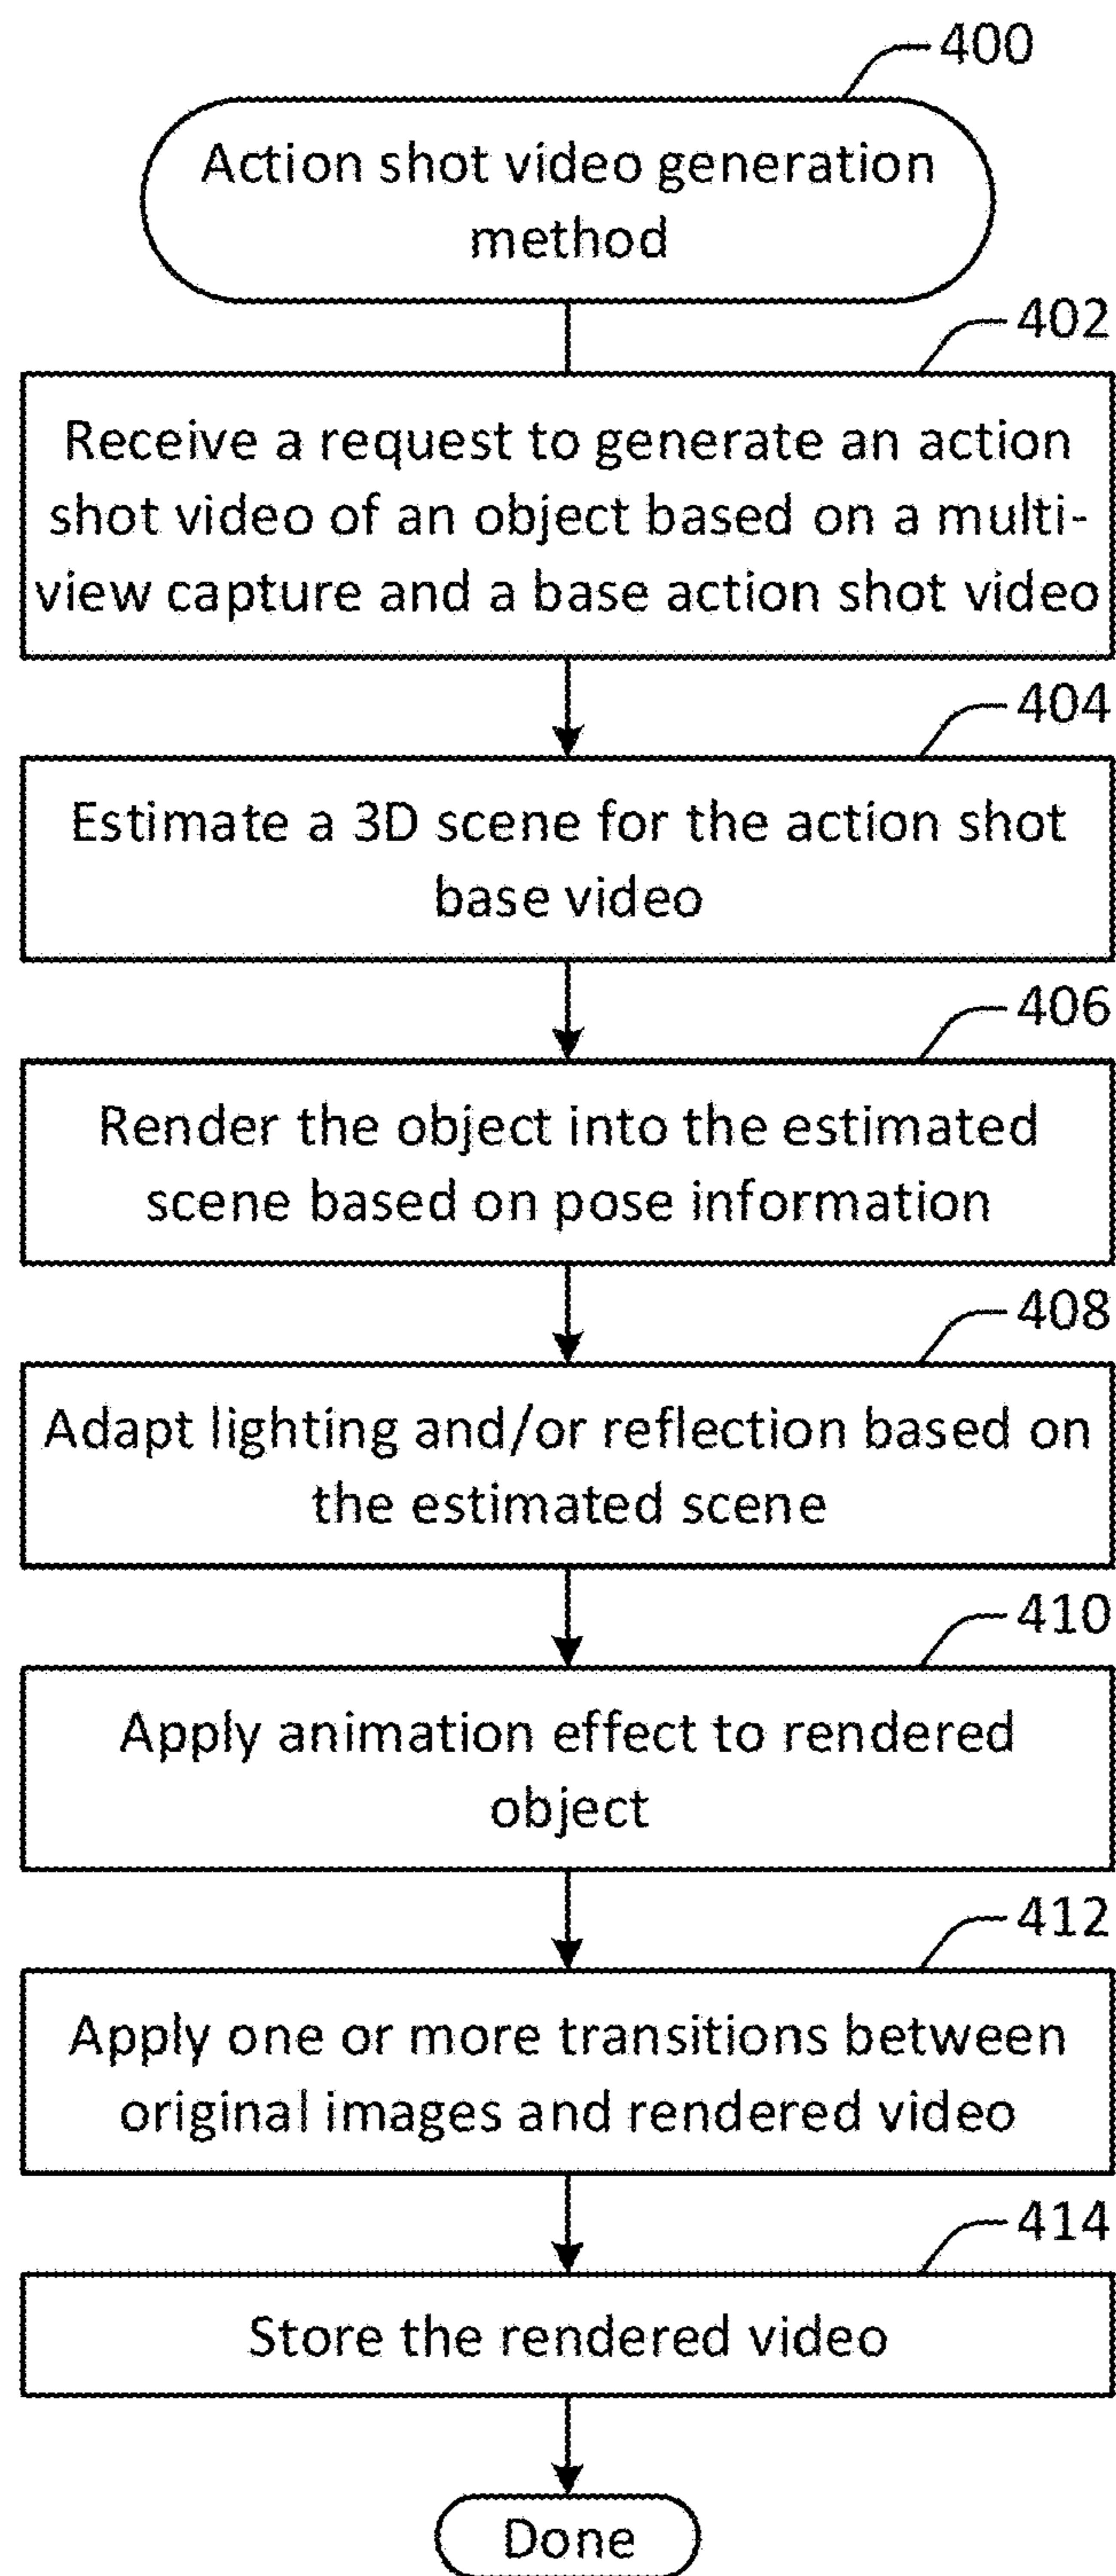 400
Action shot video generation
method
402
Receive a request to generate an action
shot video of an object based on a multi-
view capture and a base action shot video
404
Estimate a 3D scene for the action shot
base video
406
Render the object into the estimated
scene based on pose information
408
Adapt lighting and/or reflection based on
the estimated scene
410
Apply animation effect to rendered
object
412
Apply one or more transitions between
original images and rendered video
414
Store the rendered video
Done